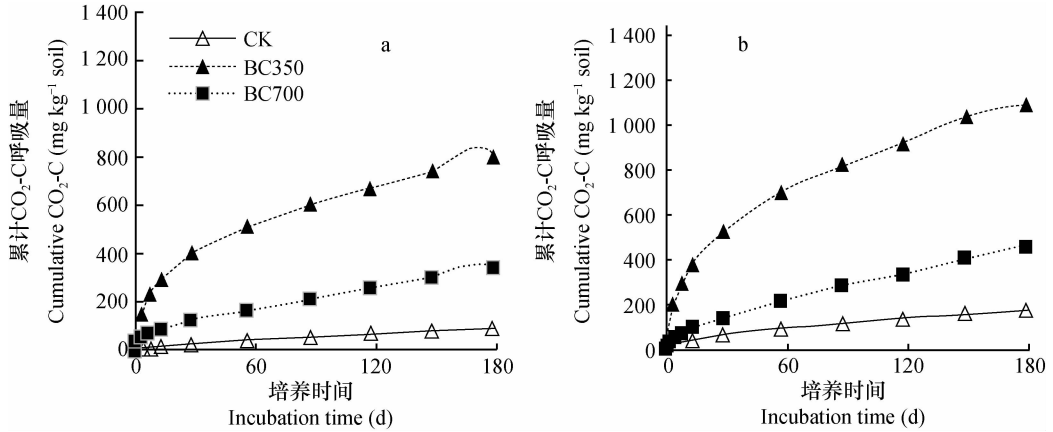 累计CO₂-C呼吸量
Cumulative CO₂-C (mg kg⁻¹ soil)
1 400
1 200
1 000
800
600
400
200
0
a
CK
BC350
BC700
0 60 120 180
培养时间
Incubation time (d)
累计CO₂-C呼吸量
Cumulative CO₂-C (mg kg⁻¹ soil)
1 400
1 200
1 000
800
600
400
200
0
b
0 60 120 180
培养时间
Incubation time (d)